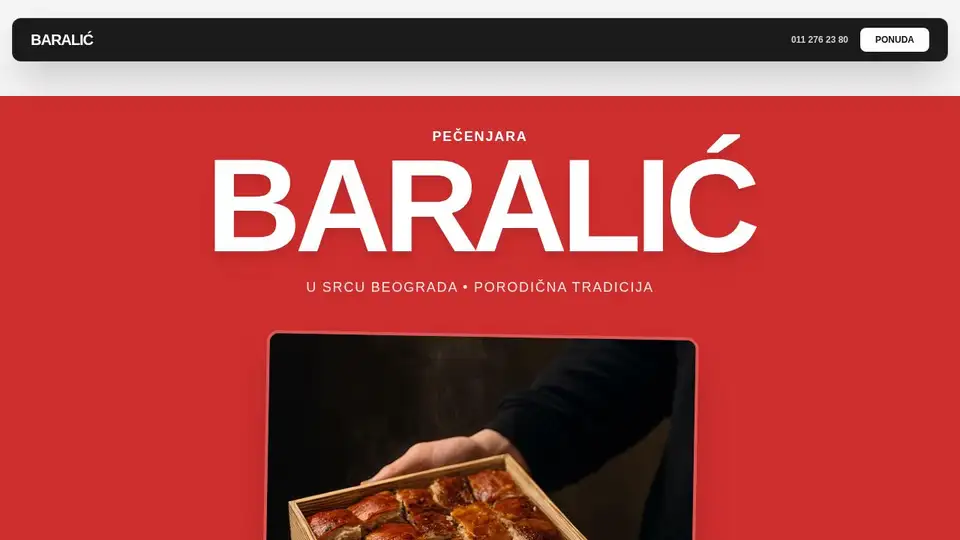 BARALIĆ
011 276 23 80
PONUDA
PEČENJARA
BARALIĆ
U SRCU BEOGRADA • PORODIČNA TRADICIJA